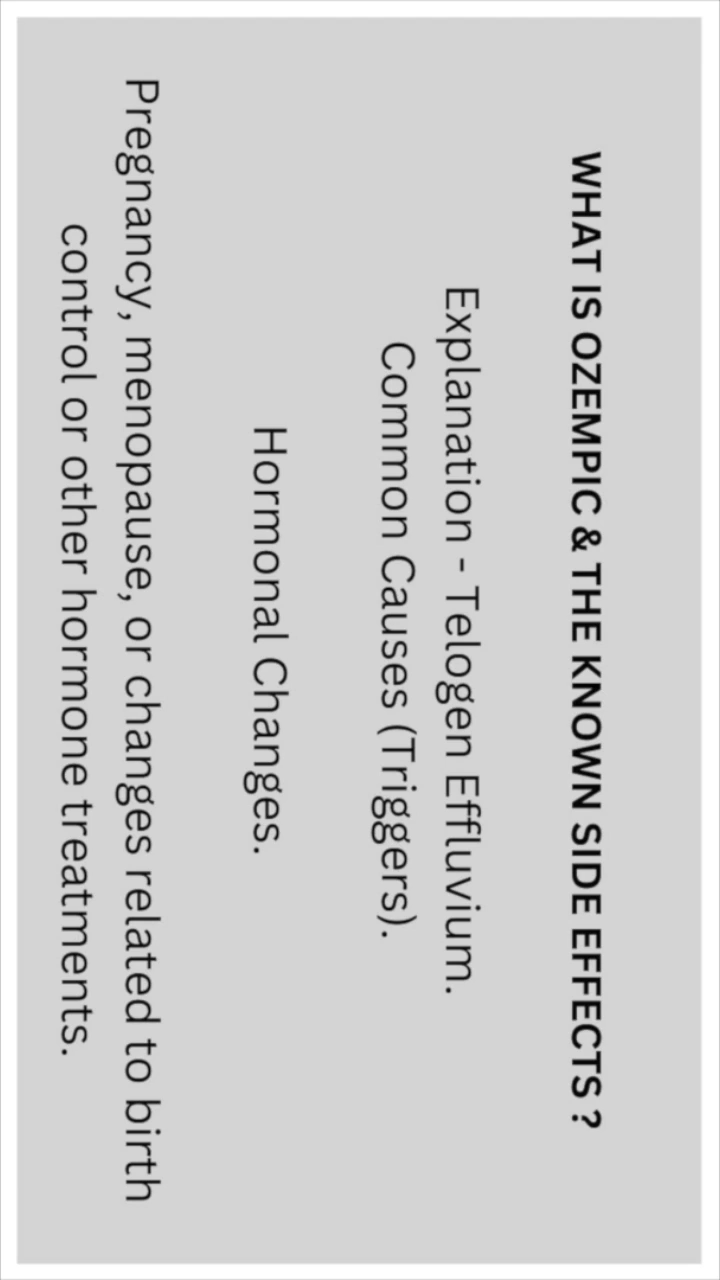 WHAT IS OZEMPIC & THE KNOWN SIDE EFFECTS ?
Explanation - Telogen Effluvium.
Common Causes (Triggers).
Hormonal Changes.
Pregnancy, menopause, or changes related to birth
control or other hormone treatments.